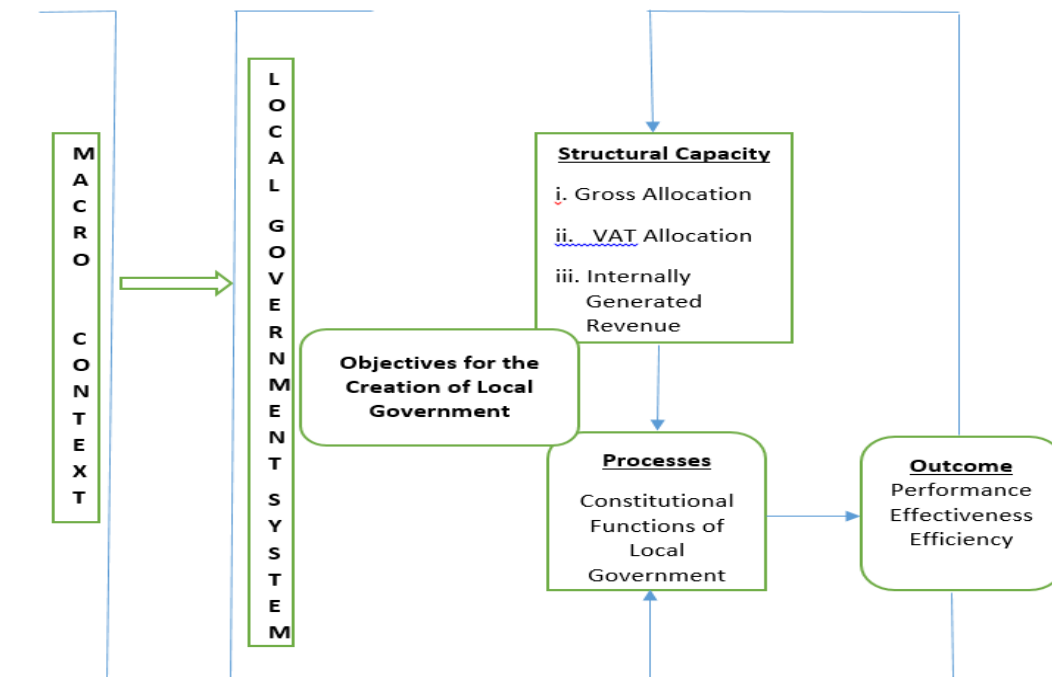 MACRO CONTEXT
LOCAL GOVERNMENT SYSTEM
Structural Capacity
i. Gross Allocation
ii. VAT Allocation
iii. Internally
Generated
Revenue
Objectives for the
Creation of Local
Government
Processes
Constitutional
Functions of
Local
Government
Outcome
Performance
Effectiveness
Efficiency